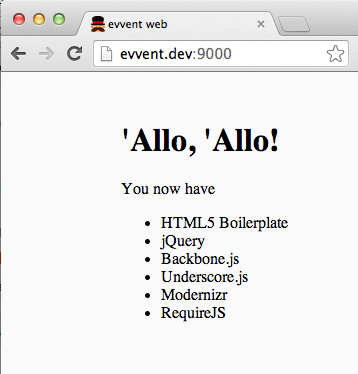 evvent web
evvent.dev:9000
'Allo, 'Allo!
You now have
HTML5 Boilerplate
jQuery
Backbone.js
Underscore.js
Modernizr
RequireJS